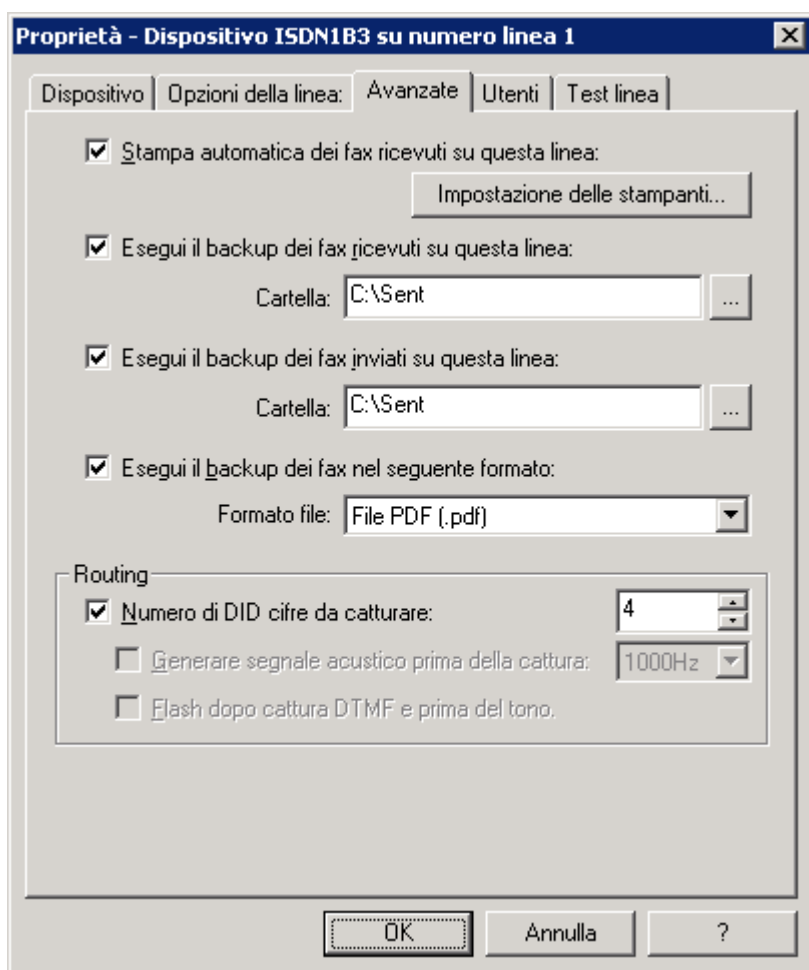 Proprietà - Dispositivo ISDN1B3 su numero linea 1
Dispositivo Opzioni della linea: Avanzate Utenti Test linea
Stampa automatica dei fax ricevuti su questa linea:
Impostazione delle stampanti...
Esegui il backup dei fax ricevuti su questa linea:
Cartella: C:\Sent ...
Esegui il backup dei fax inviati su questa linea:
Cartella: C:\Sent ...
Esegui il backup dei fax nel seguente formato:
Formato file: File PDF (.pdf)
Routing
Numero di DID cifre da catturare: 4
Generare segnale acustico prima della cattura: 1000Hz
Flash dopo cattura DTMF e prima del tono.
OK Annulla ?